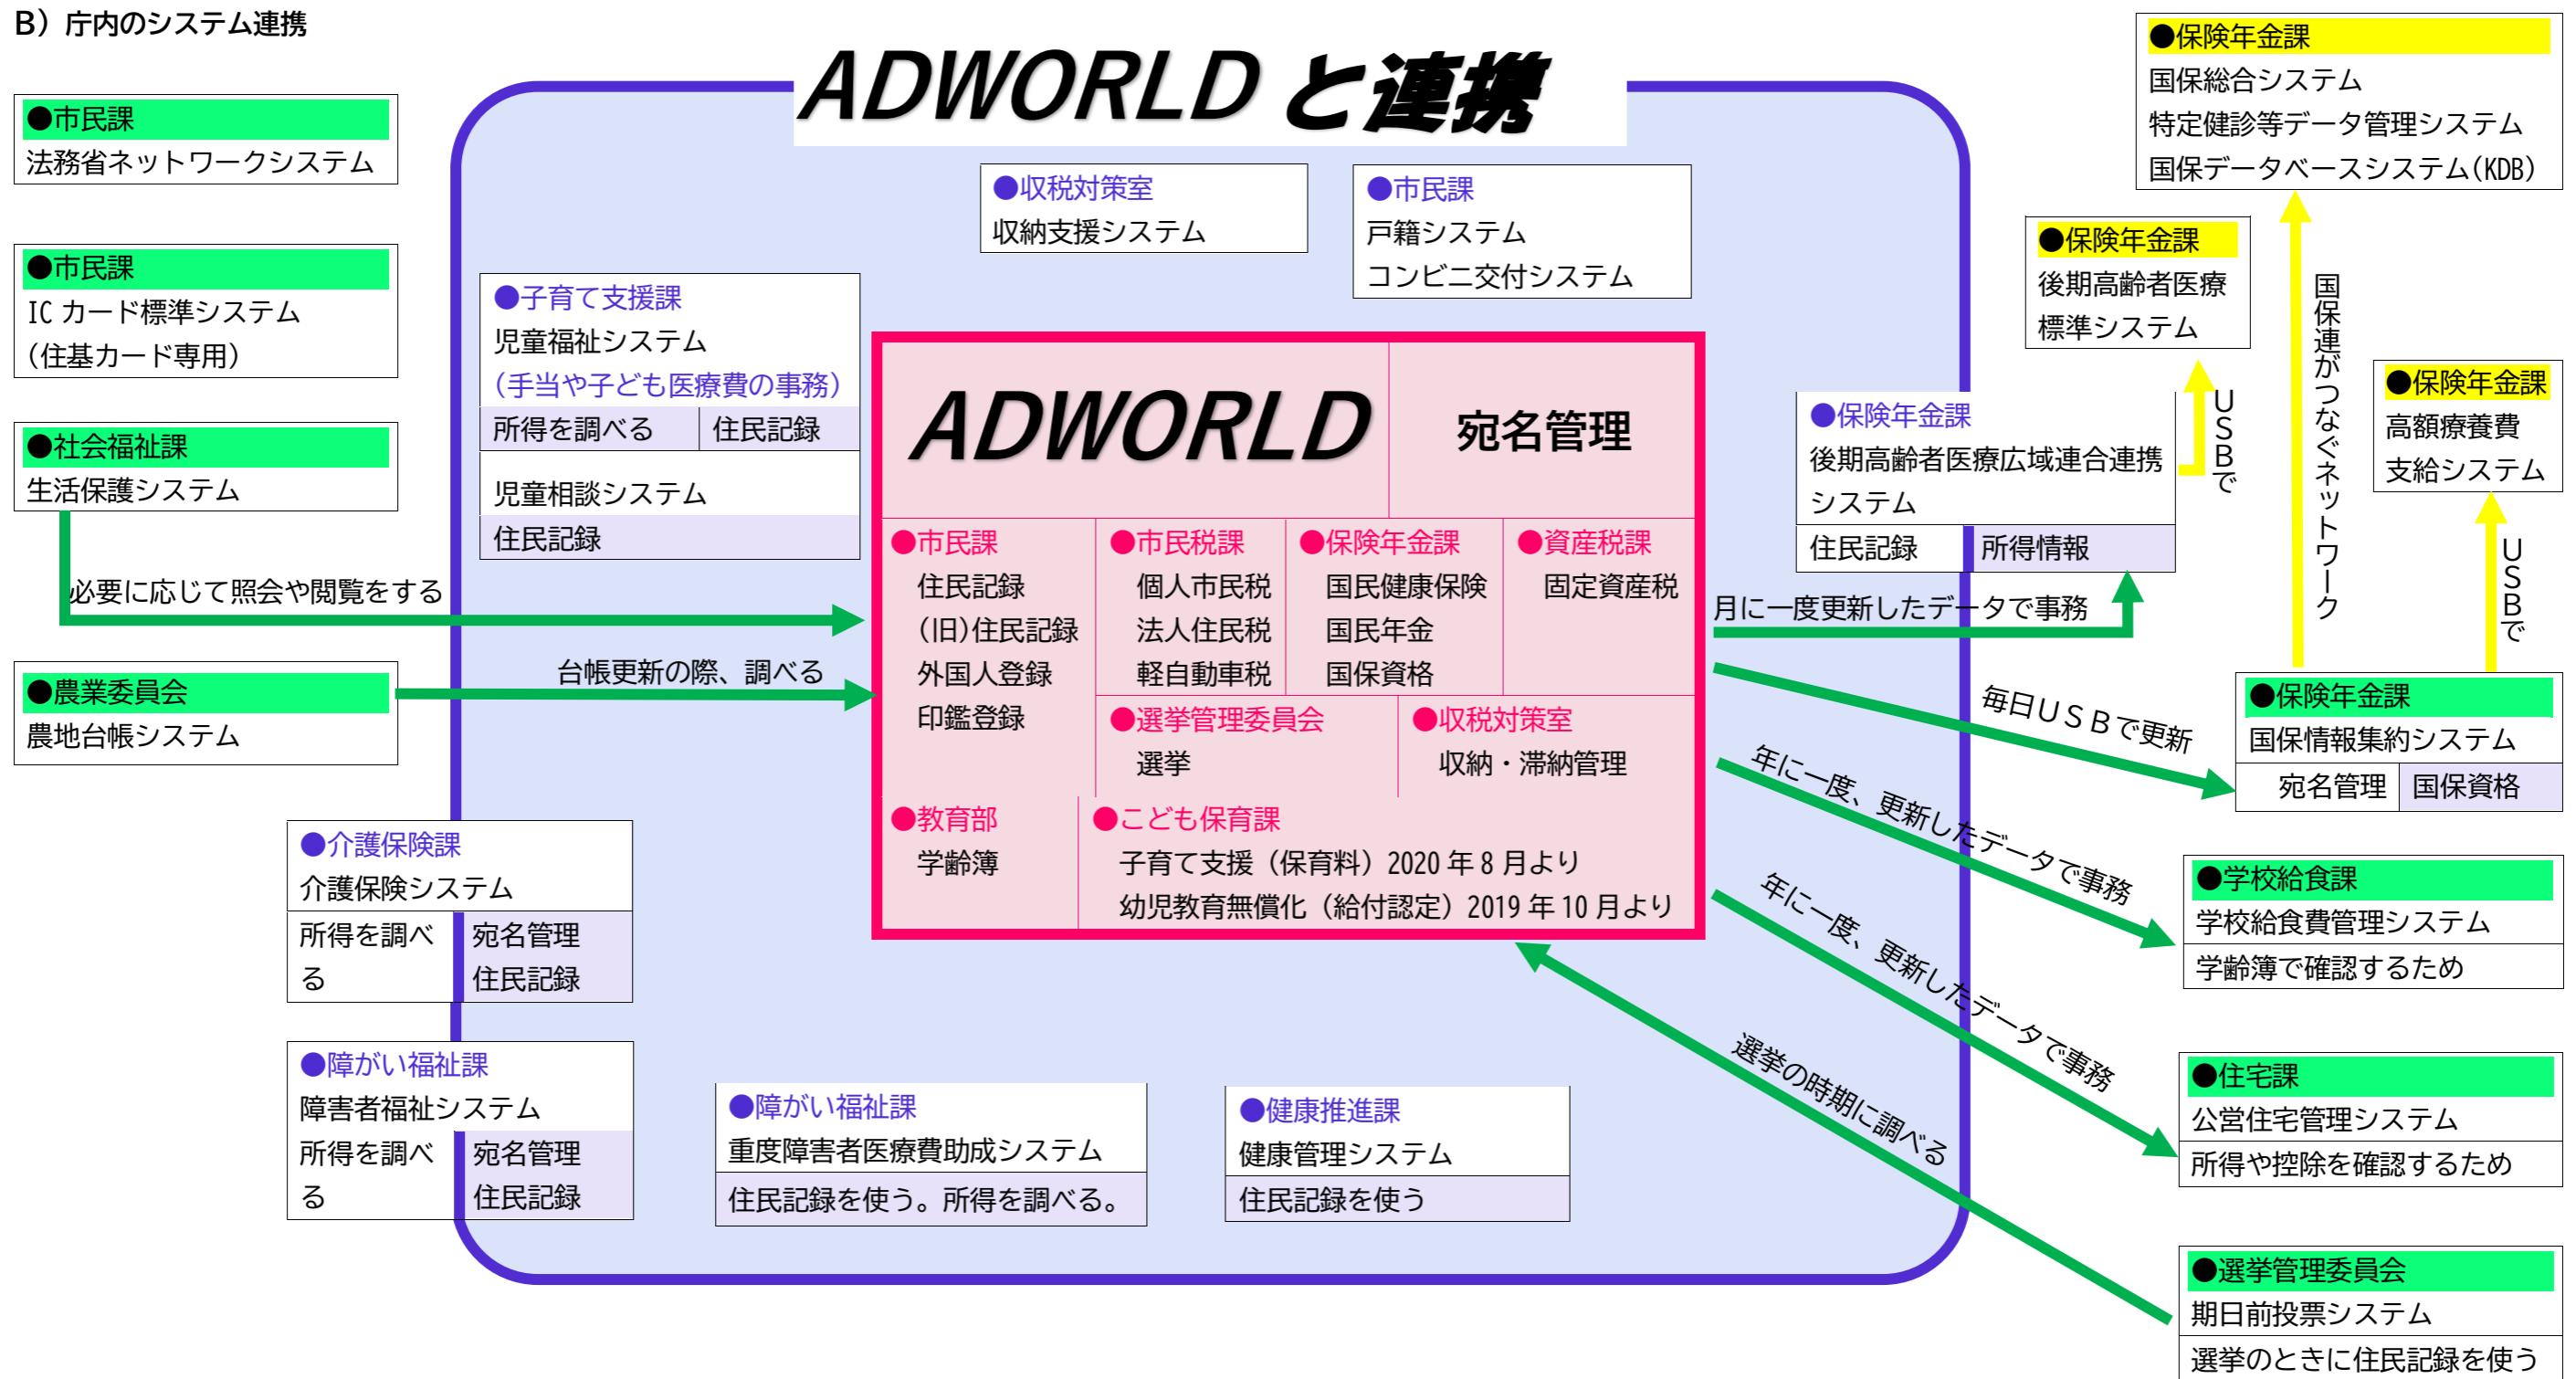 B）庁内のシステム連携
ADWORLDと連携
●市民課
法務省ネットワークシステム
●市民課
ICカード標準システム
(住基カード専用)
●社会福祉課
生活保護システム
必要に応じて照会や閲覧をする
●農業委員会
農地台帳システム
台帳更新の際、調べる
●収税対策室
収納支援システム
●市民課
戸籍システム
コンビニ交付システム
●子育て支援課
児童福祉システム
(手当や子ども医療費の事務)
所得を調べる 住民記録
児童相談システム
住民記録
ADWORLD 宛名管理
●市民課
住民記録
(旧)住民記録
外国人登録
印鑑登録
●市民税課
個人市民税
法人住民税
軽自動車税
●保険年金課
国民健康保険
国民年金
国保資格
●資産税課
固定資産税
●選挙管理委員会
選挙
●収税対策室
収納・滞納管理
●教育部
学齢簿
●こども保育課
子育て支援（保育料）2020年8月より
幼児教育無償化（給付認定）2019年10月より
●介護保険課
介護保険システム
所得を調べ
る
宛名管理
住民記録
●障がい福祉課
障害者福祉システム
所得を調べ
る
宛名管理
住民記録
●障がい福祉課
重度障害者医療費助成システム
住民記録を使う。所得を調べる。
●健康推進課
健康管理システム
住民記録を使う
●保険年金課
国保総合システム
特定健診等データ管理システム
国保データベースシステム(KDB)
●保険年金課
後期高齢者医療
標準システム
国保連がつなぐネットワーク
●保険年金課
高額療養費
支給システム
●保険年金課
後期高齢者医療広域連合連携
システム
住民記録 所得情報
USBで
USBで
月に一度更新したデータで事務
毎日USBで更新
●保険年金課
国保情報集約システム
宛名管理 国保資格
年に一度、更新したデータで事務
●学校給食課
学校給食費管理システム
学齢簿で確認するため
年に一度、更新したデータで事務
●住宅課
公営住宅管理システム
所得や控除を確認するため
選挙の時期に調べる
●選挙管理委員会
期日前投票システム
選挙のときに住民記録を使う